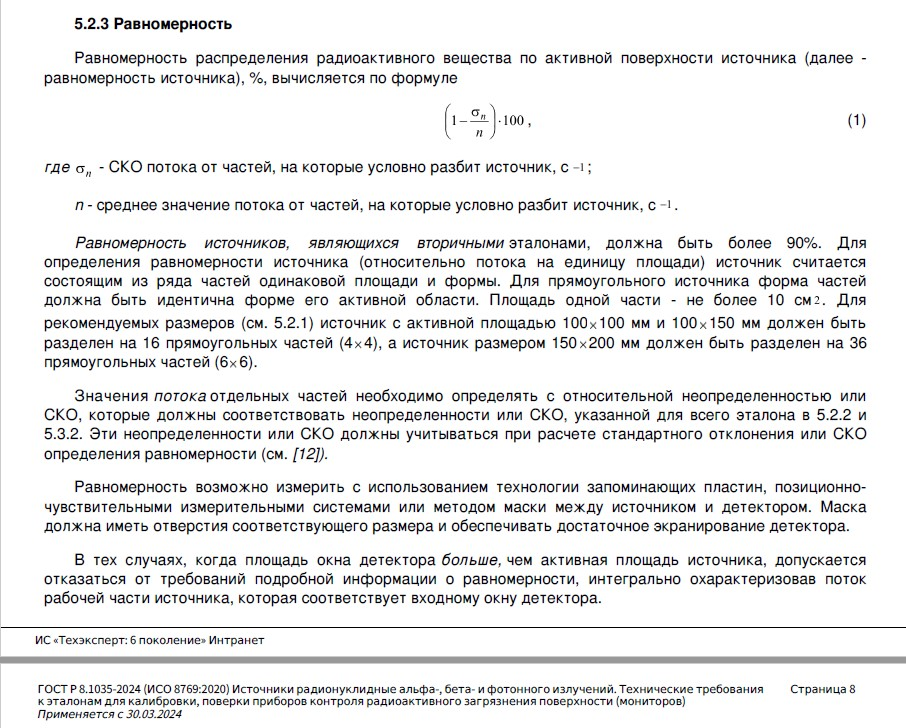 5.2.3 Равномерность
Равномерность распределения радиоактивного вещества по активной поверхности источника (далее -
равномерность источника), %, вычисляется по формуле
(1 − σn/n)·100 , (1)
где σn - СКО потока от частей, на которые условно разбит источник, с −1 ;
n - среднее значение потока от частей, на которые условно разбит источник, с −1 .
Равномерность источников, являющихся вторичными эталонами, должна быть более 90%. Для
определения равномерности источника (относительно потока на единицу площади) источник считается
состоящим из ряда частей одинаковой площади и формы. Для прямоугольного источника форма частей
должна быть идентична форме его активной области. Площадь одной части - не более 10 см 2 . Для
рекомендуемых размеров (см. 5.2.1) источник с активной площадью 100×100 мм и 100×150 мм должен быть
разделен на 16 прямоугольных частей (4×4), а источник размером 150×200 мм должен быть разделен на 36
прямоугольных частей (6×6).
Значения потока отдельных частей необходимо определять с относительной неопределенностью или
СКО, которые должны соответствовать неопределенности или СКО, указанной для всего эталона в 5.2.2 и
5.3.2. Эти неопределенности или СКО должны учитываться при расчете стандартного отклонения или СКО
определения равномерности (см. [12]).
Равномерность возможно измерить с использованием технологии запоминающих пластин, позиционно-
чувствительными измерительными системами или методом маски между источником и детектором. Маска
должна иметь отверстия соответствующего размера и обеспечивать достаточное экранирование детектора.
В тех случаях, когда площадь окна детектора больше, чем активная площадь источника, допускается
отказаться от требований подробной информации о равномерности, интегрально охарактеризовав поток
рабочей части источника, которая соответствует входному окну детектора.
ИС «Техэксперт: 6 поколение» Интранет
ГОСТ Р 8.1035-2024 (ИСО 8769:2020) Источники радионуклидные альфа-, бета- и фотонного излучений. Технические требования Страница 8
к эталонам для калибровки, поверки приборов контроля радиоактивного загрязнения поверхности (мониторов)
Применяется с 30.03.2024